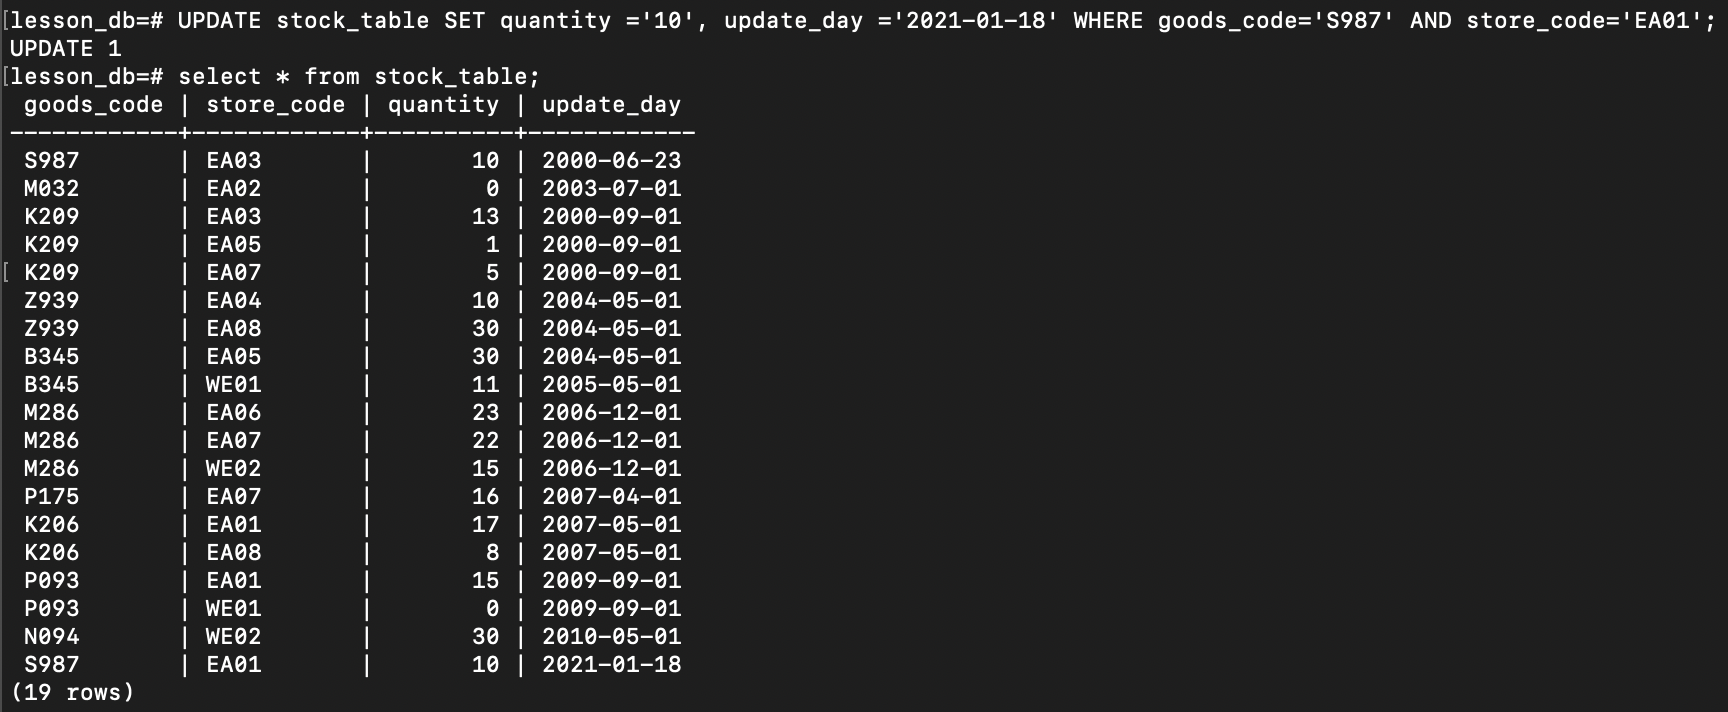 [lesson_db=# UPDATE stock_table SET quantity ='10', update_day ='2021-01-18' WHERE goods_code='S987' AND store_code='EA01';
UPDATE 1
[lesson_db=# select * from stock_table;
 goods_code | store_code | quantity | update_day
------------+------------+----------+------------
 S987       | EA03       |       10 | 2000-06-23
 M032       | EA02       |        0 | 2003-07-01
 K209       | EA03       |       13 | 2000-09-01
 K209       | EA05       |        1 | 2000-09-01
[ K209       | EA07       |        5 | 2000-09-01
 Z939       | EA04       |       10 | 2004-05-01
 Z939       | EA08       |       30 | 2004-05-01
 B345       | EA05       |       30 | 2004-05-01
 B345       | WE01       |       11 | 2005-05-01
 M286       | EA06       |       23 | 2006-12-01
 M286       | EA07       |       22 | 2006-12-01
 M286       | WE02       |       15 | 2006-12-01
 P175       | EA07       |       16 | 2007-04-01
 K206       | EA01       |       17 | 2007-05-01
 K206       | EA08       |        8 | 2007-05-01
 P093       | EA01       |       15 | 2009-09-01
 P093       | WE01       |        0 | 2009-09-01
 N094       | WE02       |       30 | 2010-05-01
 S987       | EA01       |       10 | 2021-01-18
(19 rows)